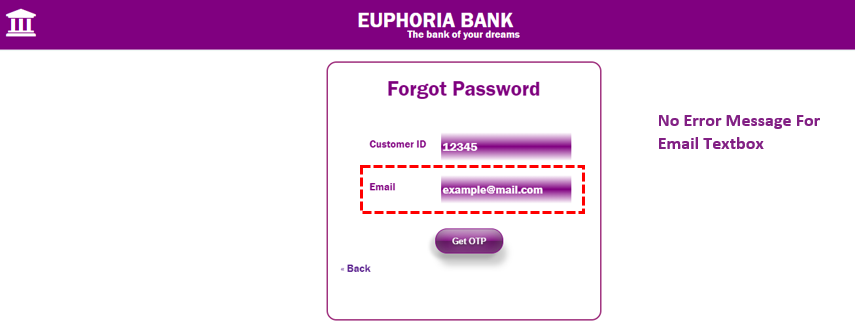 EUPHORIA BANK
The bank of your dreams
Forgot Password
Customer ID 12345
Email example@mail.com
Get OTP
« Back
No Error Message For
Email Textbox